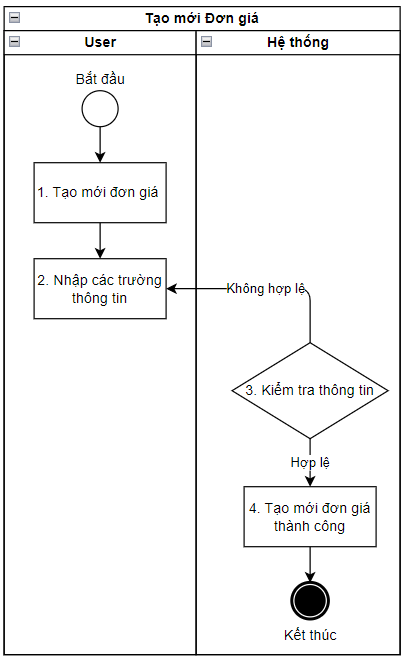 Tạo mới Đơn giá
User
Hệ thống
Bắt đầu
1. Tạo mới đơn giá
2. Nhập các trường
thông tin
Không hợp lệ
3. Kiểm tra thông tin
Hợp lệ
4. Tạo mới đơn giá
thành công
Kết thúc